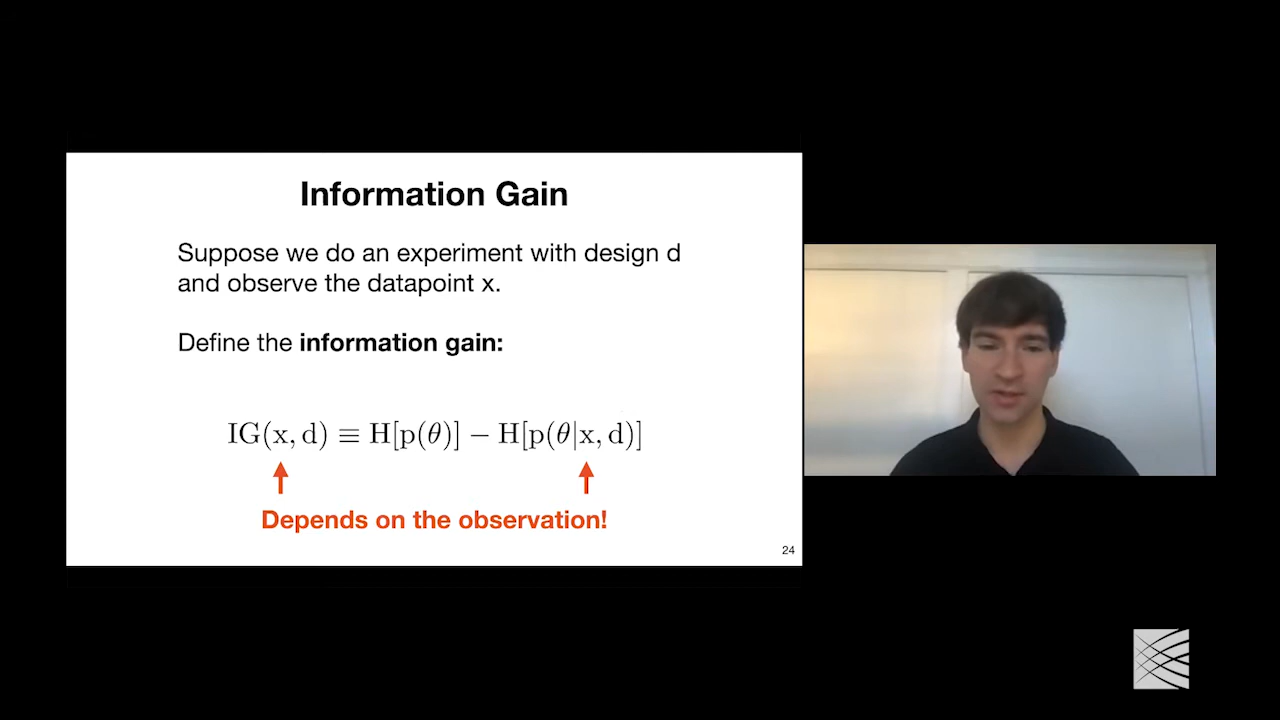 Information Gain
Suppose we do an experiment with design d
and observe the datapoint x.
Define the information gain:
IG(x, d) ≡ H[p(θ)] − H[p(θ|x, d)]
Depends on the observation!
24